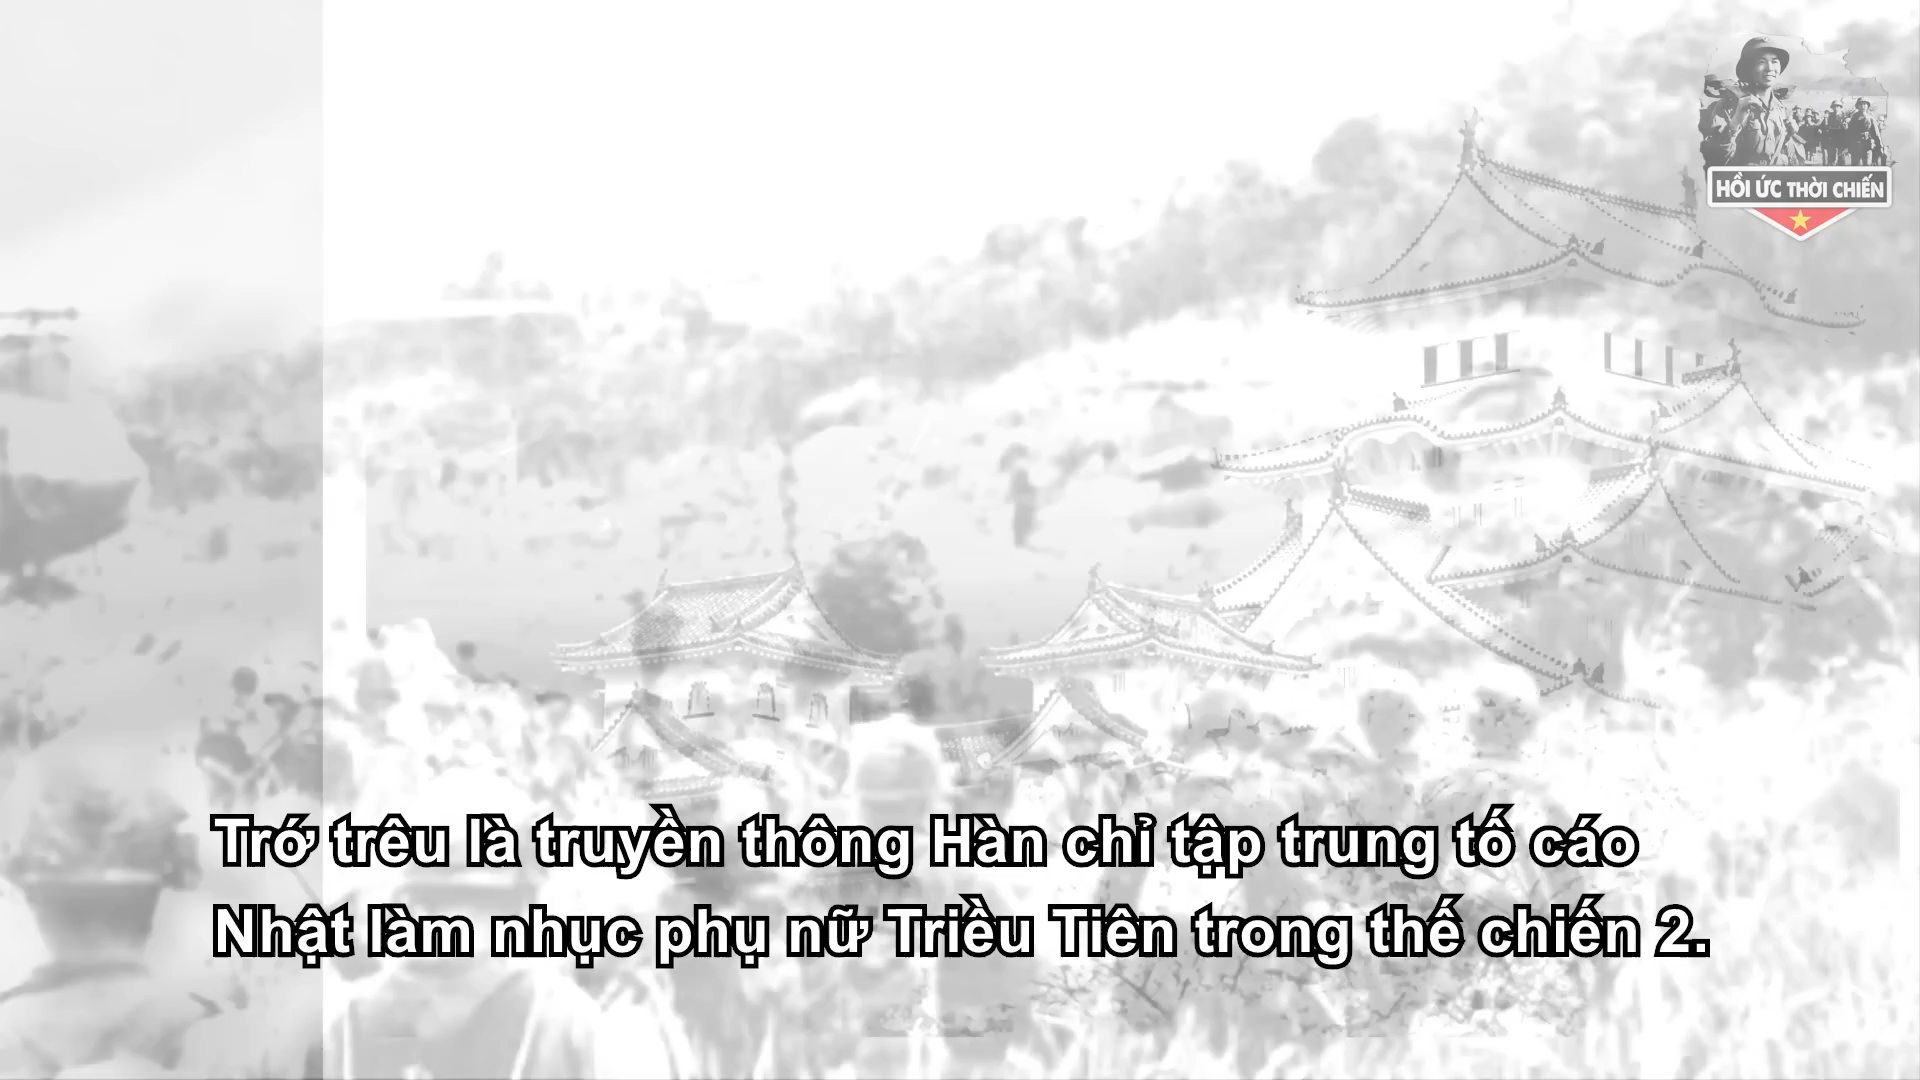 HỒI ỨC THỜI CHIẾN
Trớ trêu là truyền thông Hàn chỉ tập trung tố cáo
Nhật làm nhục phụ nữ Triều Tiên trong thế chiến 2.